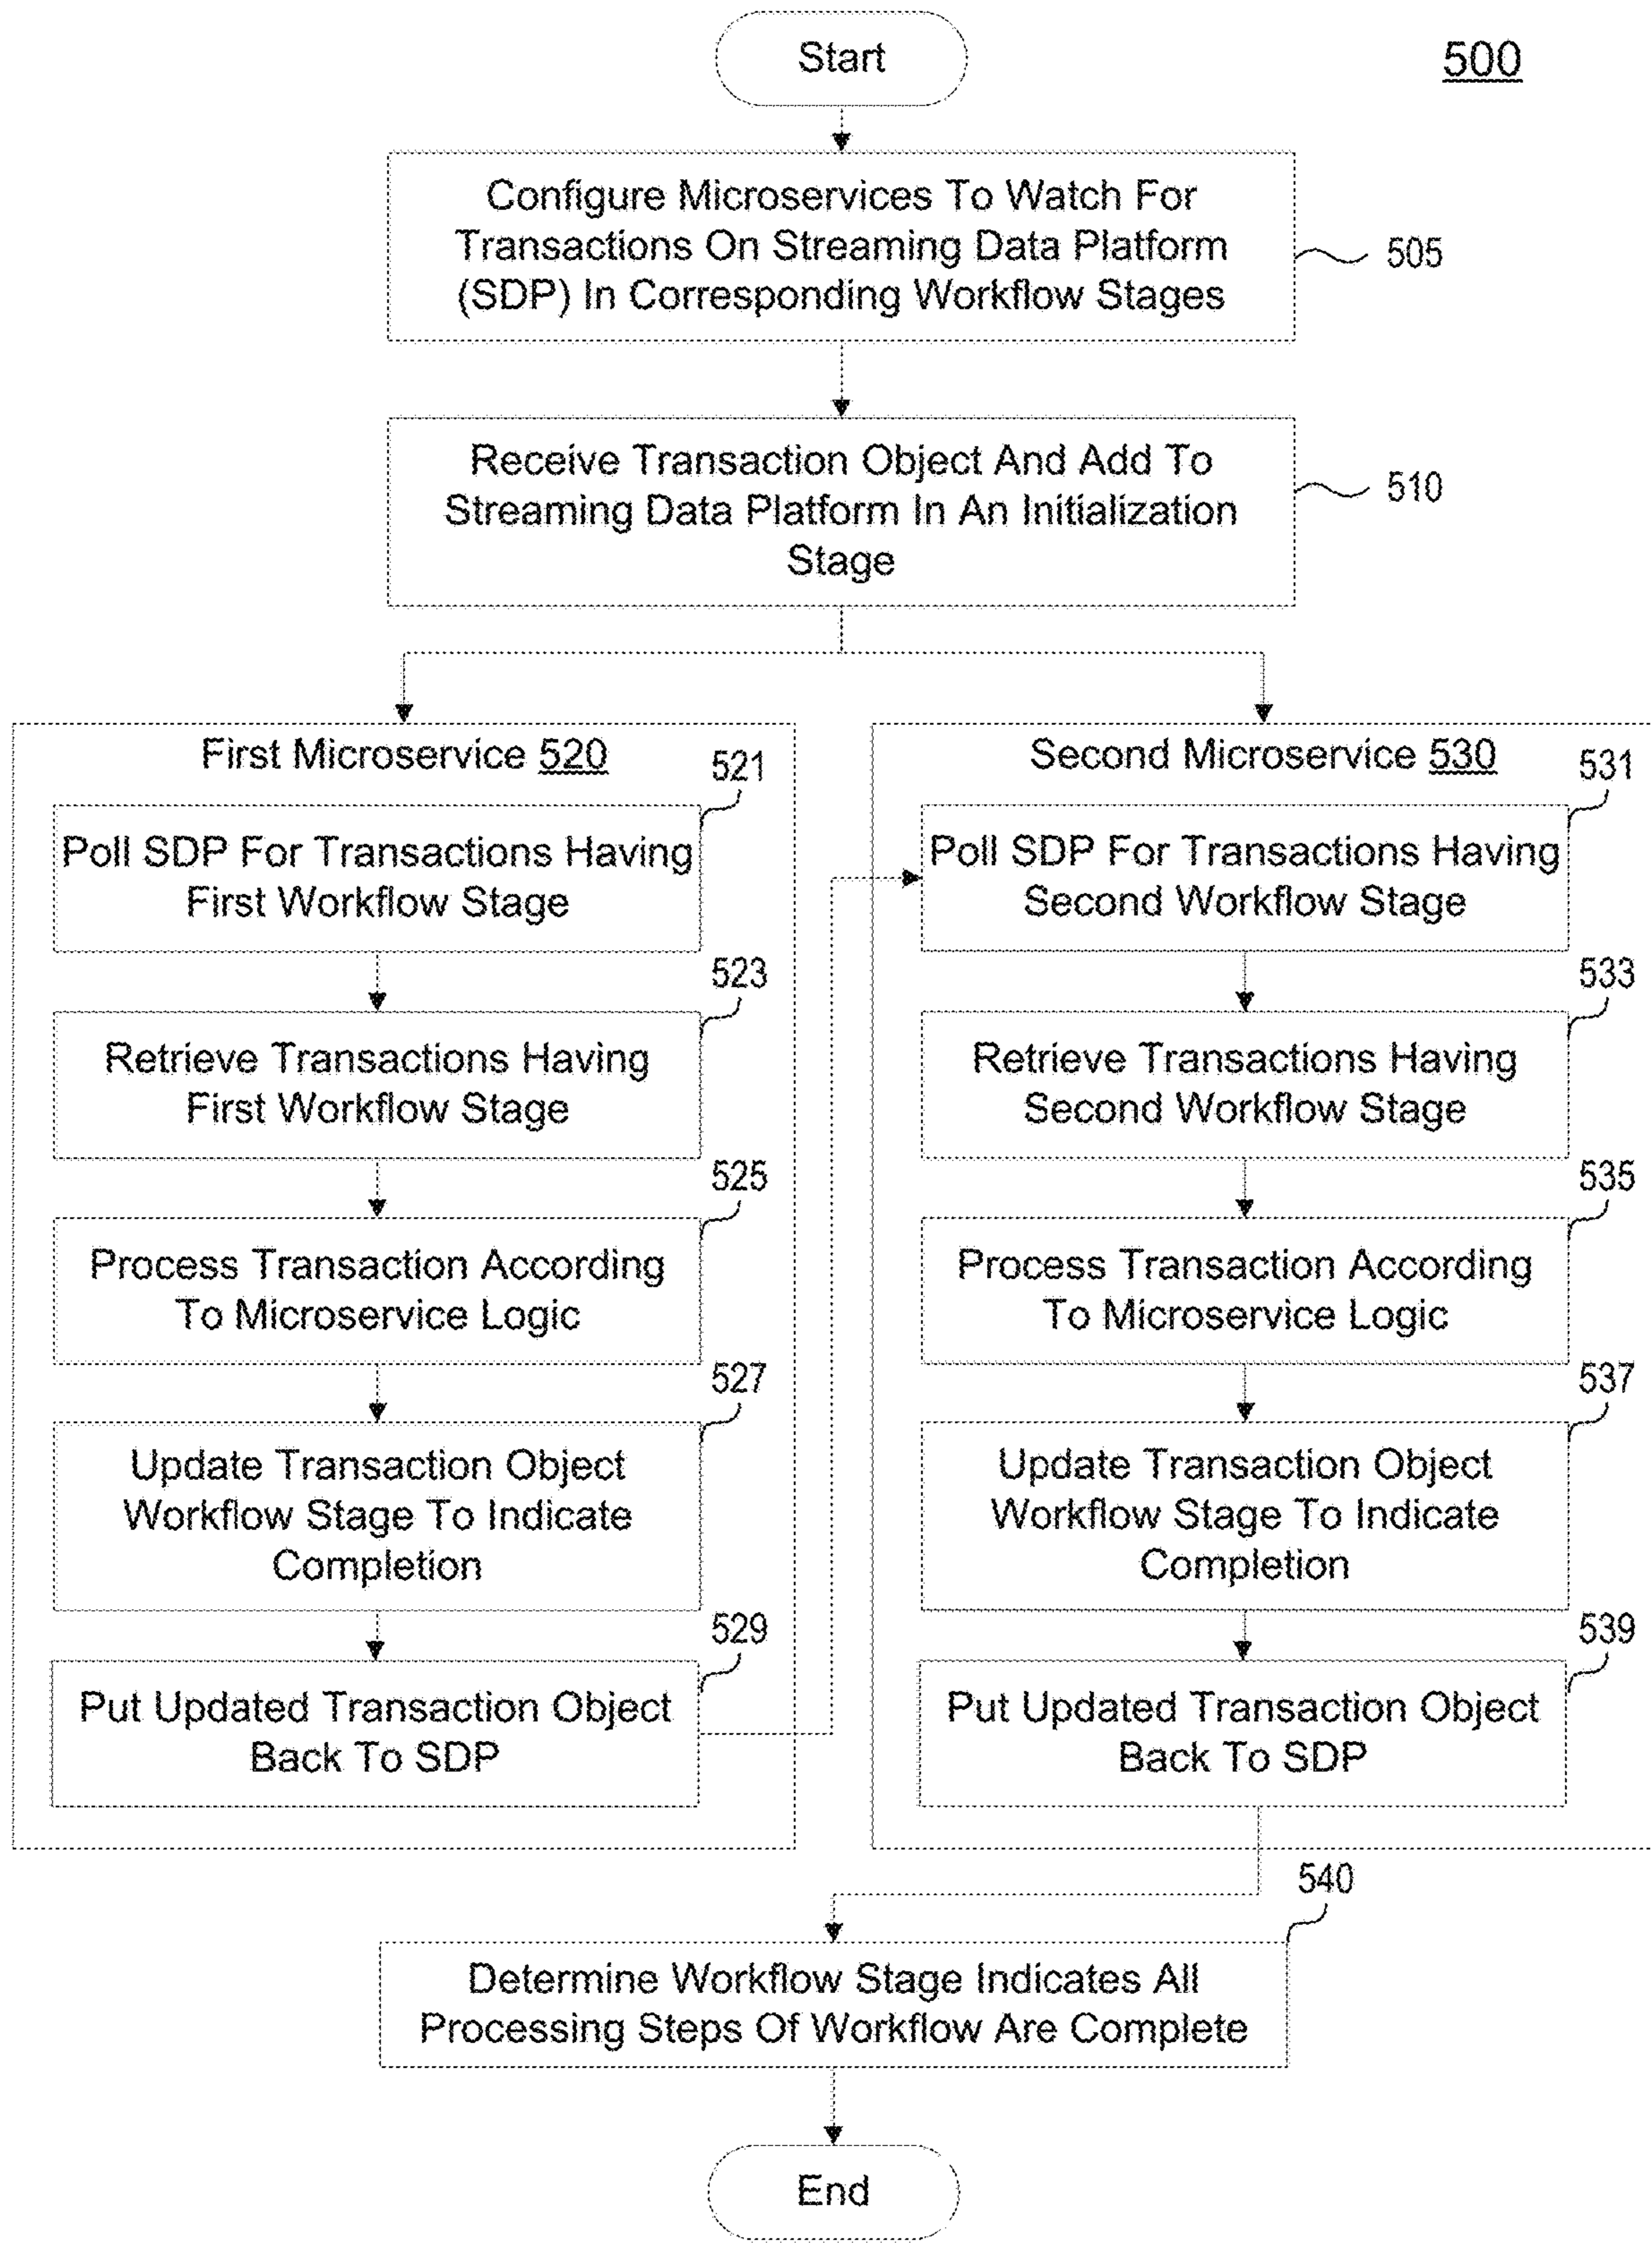 Start
500
Configure Microservices To Watch For
Transactions On Streaming Data Platform
(SDP) In Corresponding Workflow Stages
505
Receive Transaction Object And Add To
Streaming Data Platform In An Initialization
Stage
510
First Microservice 520
521
Poll SDP For Transactions Having
First Workflow Stage
523
Retrieve Transactions Having
First Workflow Stage
525
Process Transaction According
To Microservice Logic
527
Update Transaction Object
Workflow Stage To Indicate
Completion
529
Put Updated Transaction Object
Back To SDP
Second Microservice 530
531
Poll SDP For Transactions Having
Second Workflow Stage
533
Retrieve Transactions Having
Second Workflow Stage
535
Process Transaction According
To Microservice Logic
537
Update Transaction Object
Workflow Stage To Indicate
Completion
539
Put Updated Transaction Object
Back To SDP
540
Determine Workflow Stage Indicates All
Processing Steps Of Workflow Are Complete
End